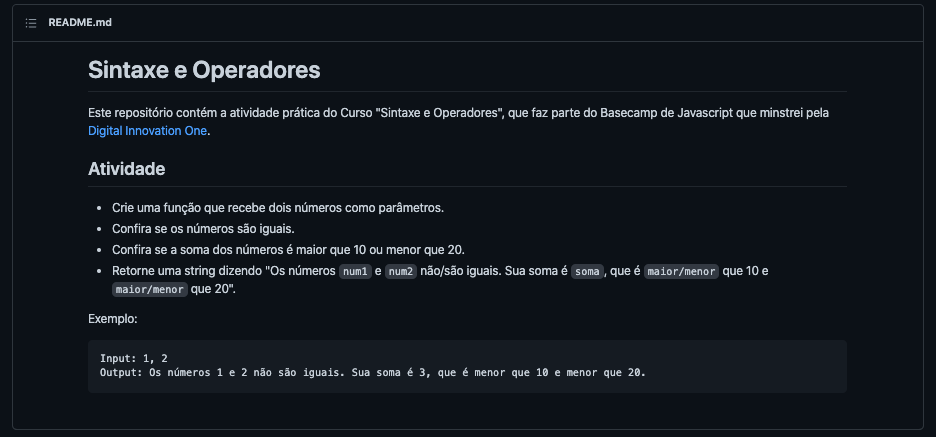 README.md
Sintaxe e Operadores
Este repositório contém a atividade prática do Curso "Sintaxe e Operadores", que faz parte do Basecamp de Javascript que minstrei pela
Digital Innovation One.
Atividade
• Crie uma função que recebe dois números como parâmetros.
• Confira se os números são iguais.
• Confira se a soma dos números é maior que 10 ou menor que 20.
• Retorne uma string dizendo "Os números num1 e num2 não/são iguais. Sua soma é soma, que é maior/menor que 10 e
maior/menor que 20".
Exemplo:
Input: 1, 2
Output: Os números 1 e 2 não são iguais. Sua soma é 3, que é menor que 10 e menor que 20.